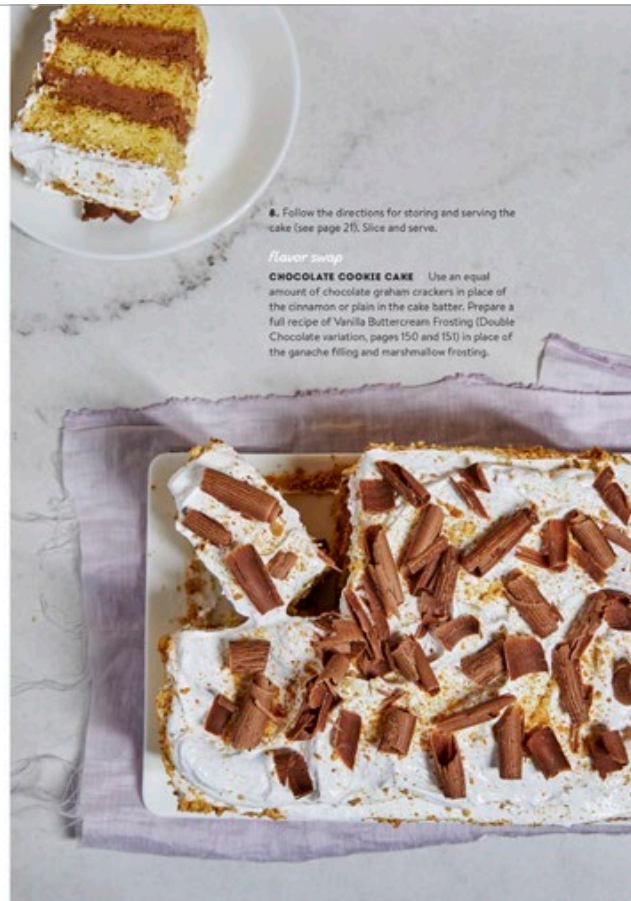 8. Follow the directions for storing and serving the
cake (see page 21). Slice and serve.
flavor swap
CHOCOLATE COOKIE CAKE Use an equal
amount of chocolate graham crackers in place of
the cinnamon or plain in the cake batter. Prepare a
full recipe of Vanilla Buttercream Frosting (Double
Chocolate variation, pages 150 and 151) in place of
the ganache filling and marshmallow frosting.